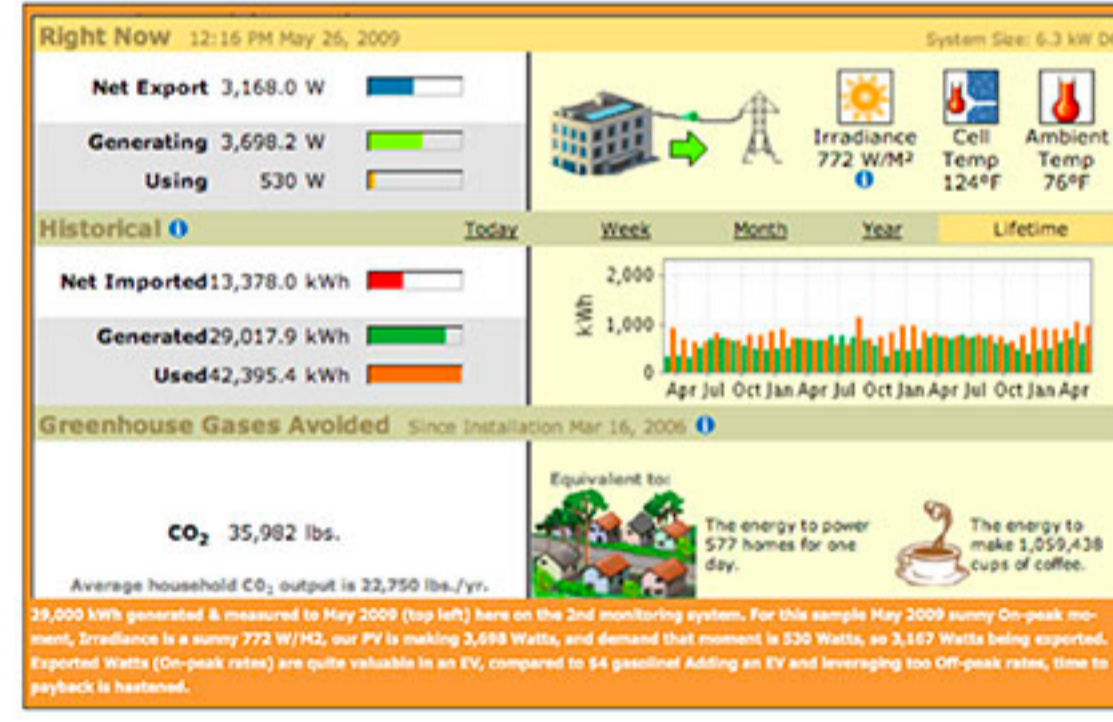 Right Now 12:16 PM May 26, 2009 System Size: 6.3 kW
Net Export 3,168.0 W
Generating 3,698.2 W
Using 530 W
Irradiance 772 W/M²
Cell Temp 124°F
Ambient Temp 76°F
Historical Today Week Month Year Lifetime
Net Imported 13,378.0 kWh
Generated 29,017.9 kWh
Used 42,395.4 kWh
kWh
2,000
1,000
0
Apr Jul Oct Jan Apr Jul Oct Jan Apr Jul Oct Jan Apr
Greenhouse Gases Avoided Since Installation Mar 16, 2006
CO₂ 35,982 lbs.
Average household CO₂ output is 22,750 lbs./yr.
Equivalent to:
The energy to power
577 homes for one
day.
The energy to
make 1,059,438
cups of coffee.
29,000 kWh generated & measured to May 2009 (top left) here on the 2nd monitoring system. For this sample May 2009 sunny On-peak mo-
ment, Irradiance is a sunny 772 W/M2, our PV is making 3,698 Watts, and demand that moment is 530 Watts, so 3,167 Watts being exported.
Exported Watts (On-peak rates) are quite valuable in an EV, compared to $4 gasoline! Adding an EV and leveraging too Off-peak rates, time to
payback is hastened.